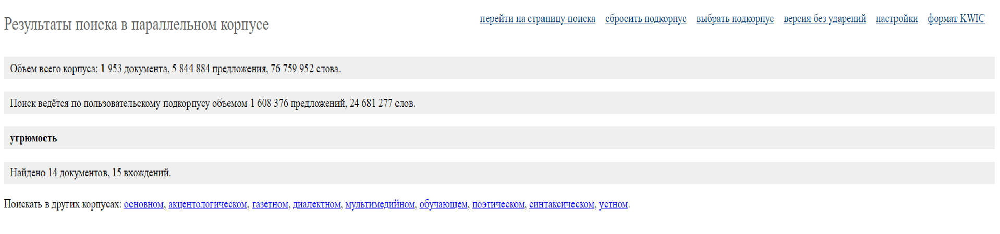 Результаты поиска в параллельном корпусе
перейти на страницу поиска сбросить подкорпус выбрать подкорпус версия без ударений настройки формат KWIC
Объем всего корпуса: 1 953 документа, 5 844 884 предложения, 76 759 952 слова.
Поиск ведётся по пользовательскому подкорпусу объемом 1 608 376 предложений, 24 681 277 слов.
угрюмость
Найдено 14 документов, 15 вхождений.
Поискать в других корпусах: основном, акцентологическом, газетном, диалектном, мультимедийном, обучающем, поэтическом, синтаксическом, устном.